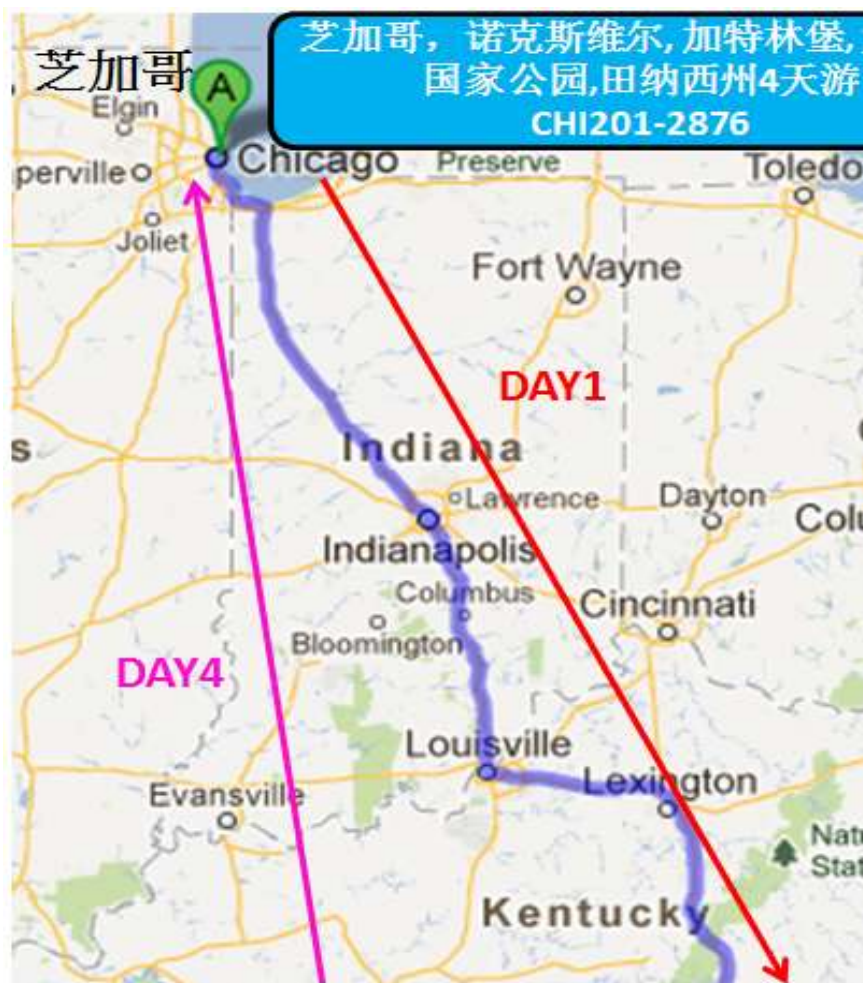 芝加哥，诺克斯维尔, 加特林堡,
国家公园,田纳西州4天游
CHI201-2876
芝加哥
A
Elgin
Chicago
Preserve
Toledo
perville
Joliet
Fort Wayne
DAY1
Indiana
s
Lawrence
Dayton
Colu
Indianapolis
Columbus
Cincinnati
Bloomington
DAY4
Louisville
Lexington
Evansville
Natu
State
Kentucky